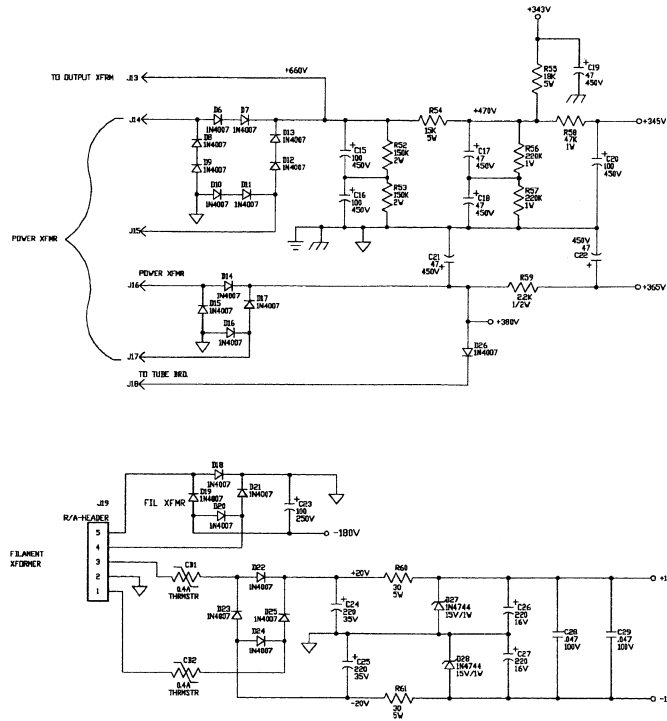 +343V
TO OUTPUT XFRM J13
+660V
R55
18K
5W
+C19
47
450V
J14
D6 D7
1N4007 1N4007
D8
1N4007
D13
1N4007
R54
15K
5W
+470V
R58
47K
1W
+345V
D9
1N4007
D12
1N4007
+C15
100
450V
R52
150K
2W
+C17
47
450V
R56
220K
1W
+C20
100
450V
D10 D11
1N4007 1N4007
+C16
100
450V
R53
150K
2W
+C18
47
450V
R57
220K
1W
J15
POWER XFMR
C21
47
450V+
450V
47
C22 +
J16
POWER XFMR
D14
1N4007
D15
1N4007
D17
1N4007
D16
1N4007
R59
2.2K
1/2W
+365V
+380V
D26
1N4007
J17
TO TUBE BRD.
J18
J19
R/A-HEADER
FILAMENT
XFORMER
5
4
3
2
1
FIL XFMR
D18
1N4007
D19
1N4007
D21
1N4007
D20
1N4007
+C23
100
250V
-180V
CB1
0.4A
THRMSTR
D22
1N4007
D23
1N4007
D25
1N4007
D24
1N4007
CB2
0.4A
THRMSTR
+20V
R60
30
5W
+C24
220
35V
D27
1N4744
15V/1W
+C26
220
16V
C28
.047
100V
C29
.047
100V
+1
+C25
220
35V
D28
1N4744
15V/1W
+C27
220
16V
-20V
R61
30
5W
-1